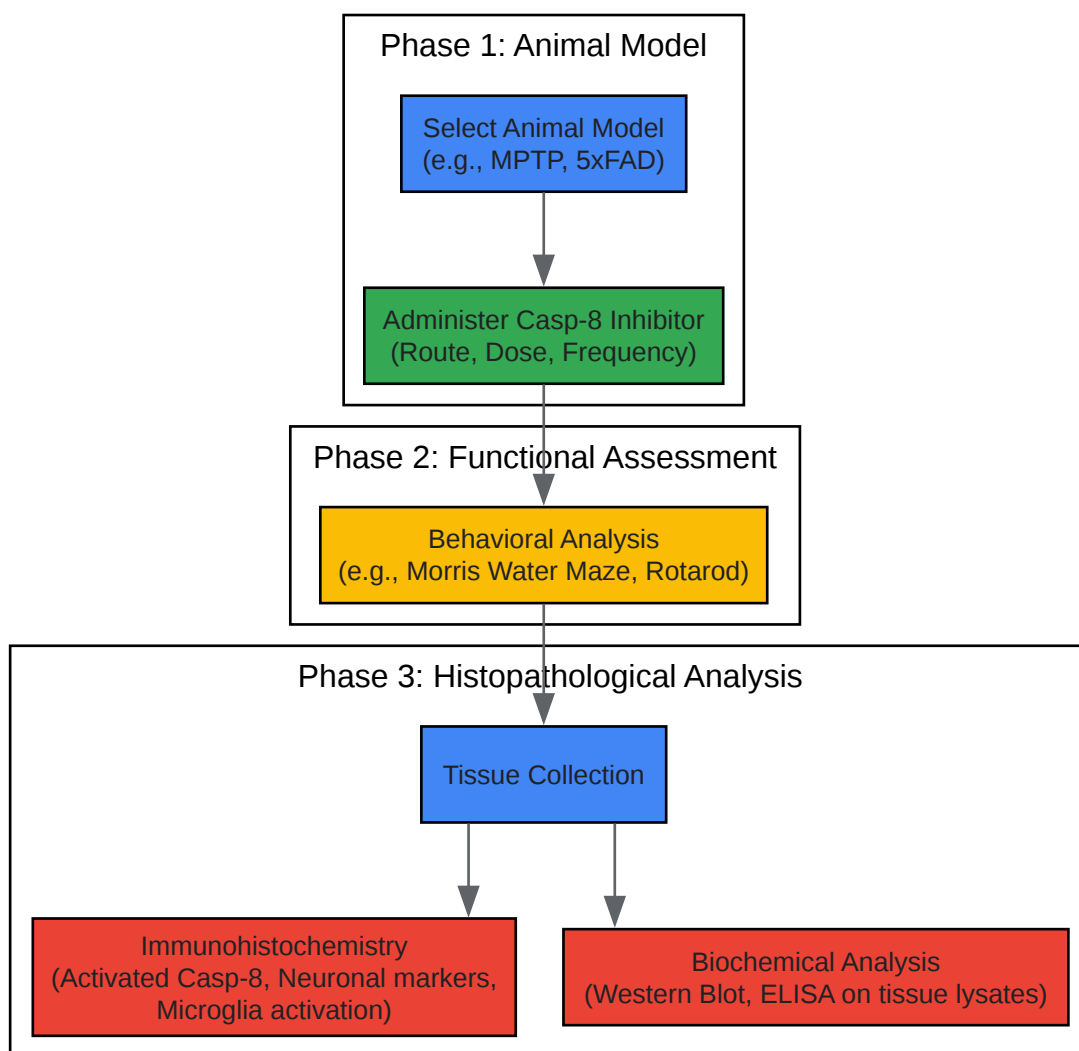 Phase 1: Animal Model
Select Animal Model
(e.g., MPTP, 5xFAD)
Administer Casp-8 Inhibitor
(Route, Dose, Frequency)
Phase 2: Functional Assessment
Behavioral Analysis
(e.g., Morris Water Maze, Rotarod)
Phase 3: Histopathological Analysis
Tissue Collection
Immunohistochemistry
(Activated Casp-8, Neuronal markers,
Microglia activation)
Biochemical Analysis
(Western Blot, ELISA on tissue lysates)